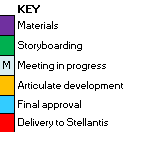 KEY
Materials
Storyboarding
M Meeting in progress
Articulate development
Final approval
Delivery to Stellantis